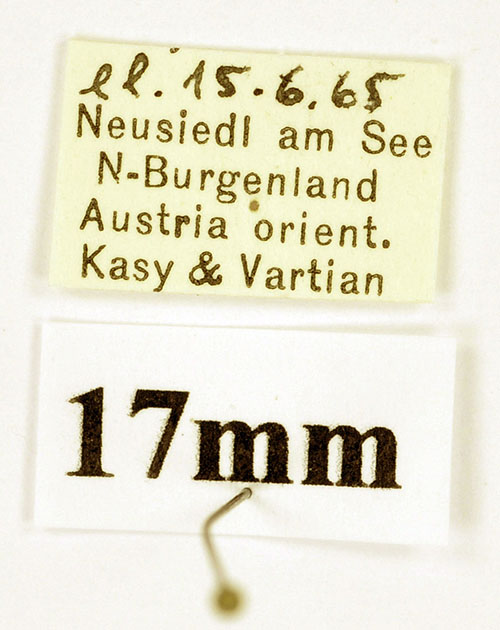 el. 15.6.65
Neusiedl am See
N-Burgenland
Austria orient.
Kasy & Vartian
17mm